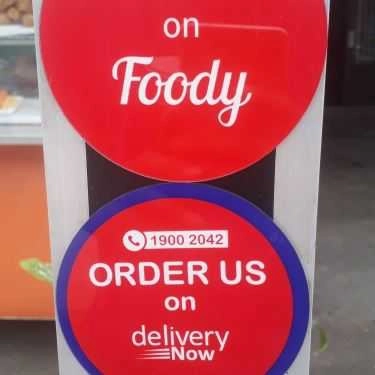 on
Foody
1900 2042
ORDER US
on
delivery
Now